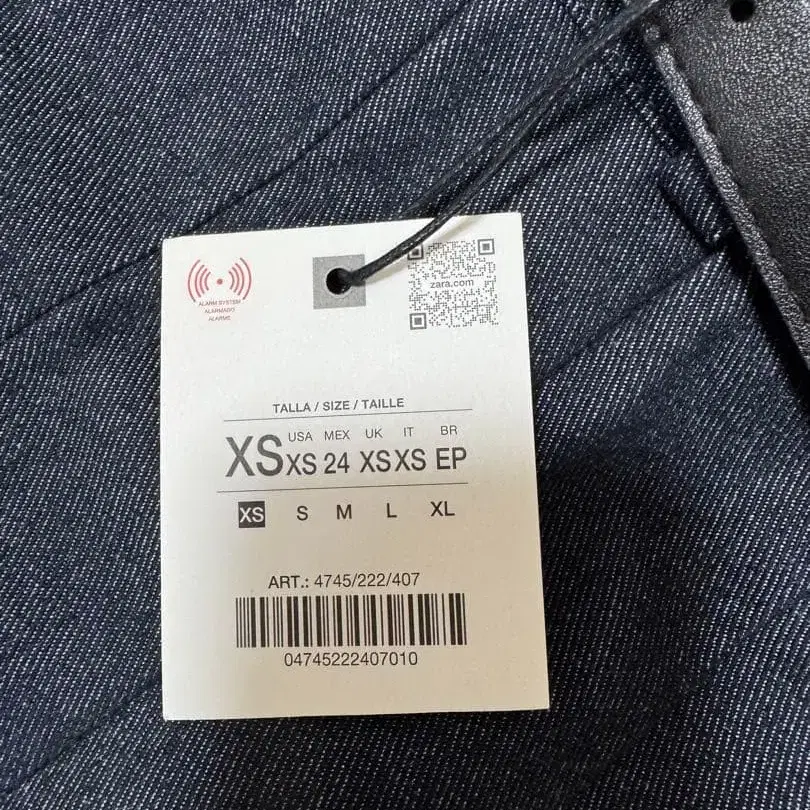 ALARM SYSTEM
ALARMADO
ALARME
zara.com
TALLA / SIZE / TAILLE
USA MEX UK IT BR
XS XS 24 XS XS EP
XS S M L XL
ART.: 4745/222/407
04745222407010